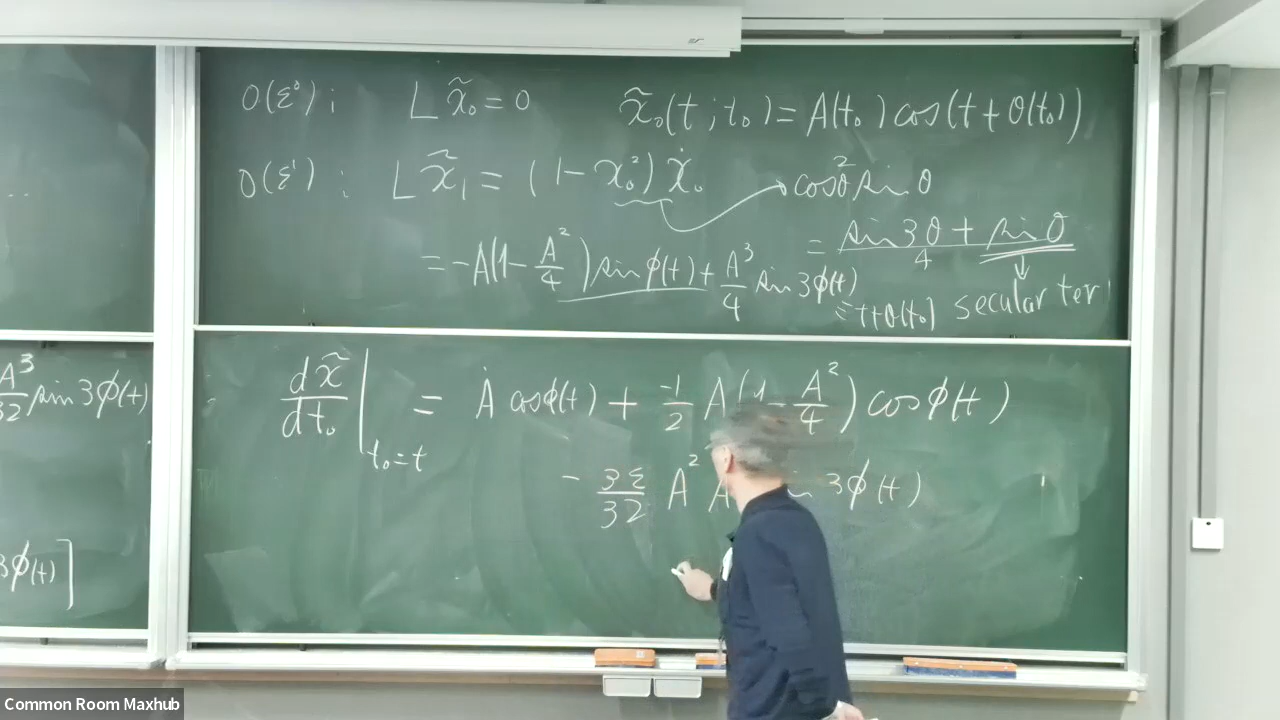 O(ε⁰) ; L x̃₀ = 0 x̃₀(t ; t₀) = A(t₀) cos(t + θ(t₀))
O(ε¹) ; L x̃₁ = (1 - x₀²) ẋ₀ cos²θ sin θ
= sin 3θ + sin θ / 4
= -A(1 - A²/4) sin φ(t) + A³/4 sin 3φ(t)
= t+θ(t₀) secular ter
A³/32 sin 3φ(t)
dx̃/dt₀ |t₀=t = Ȧ cos φ(t) + -1/2 A(1 - A²/4) cos φ(t)
- 3ε/32 A² 3φ(t)
3φ(t)]
Common Room Maxhub